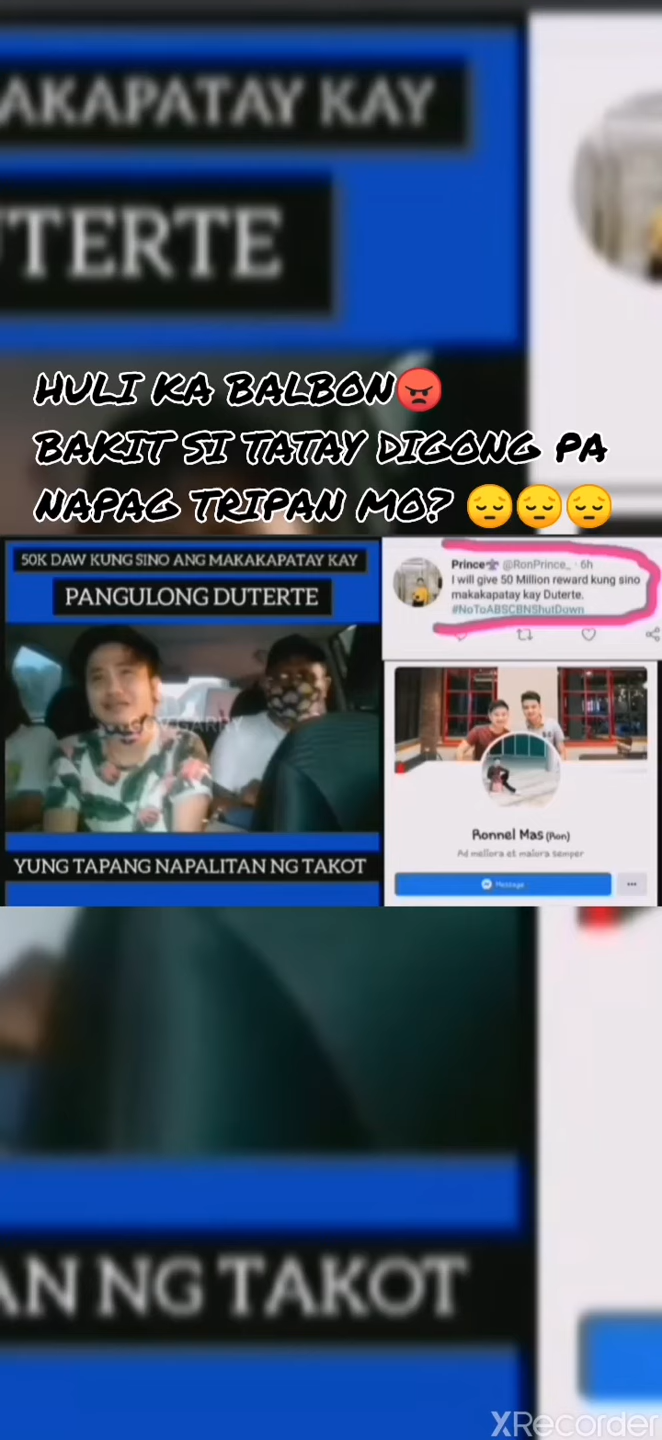 AKAPATAY KAY
UTERTE
HULI KA BALBON😡
BAKIT SI TATAY DIGONG PA
NAPAG TRIPAN MO? 😔😔😔
50K DAW KUNG SINO ANG MAKAKAPATAY KAY
PANGULONG DUTERTE
YUNG TAPANG NAPALITAN NG TAKOT
Prince @RonPrince_ · 6h
I will give 50 Million reward kung sino
makakapatay kay Duterte.
#NoToABSCBNShutDown
Ronnel Mas (Ron)
Ad meliora et maiora semper
Message
AN NG TAKOT
XRecorder